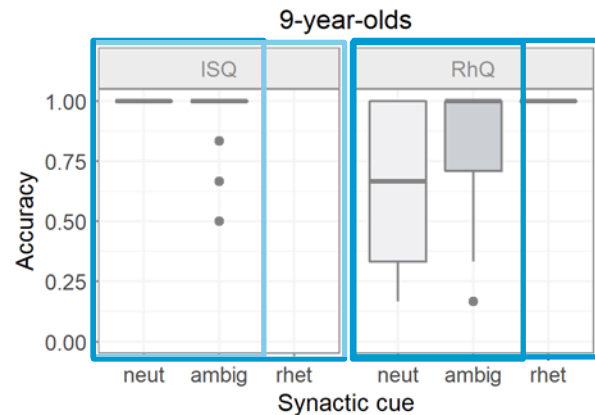 9-year-olds
ISQ RhQ
1.00
0.75
0.50
0.25
0.00
Accuracy
neut ambig rhet neut ambig rhet
Synactic cue